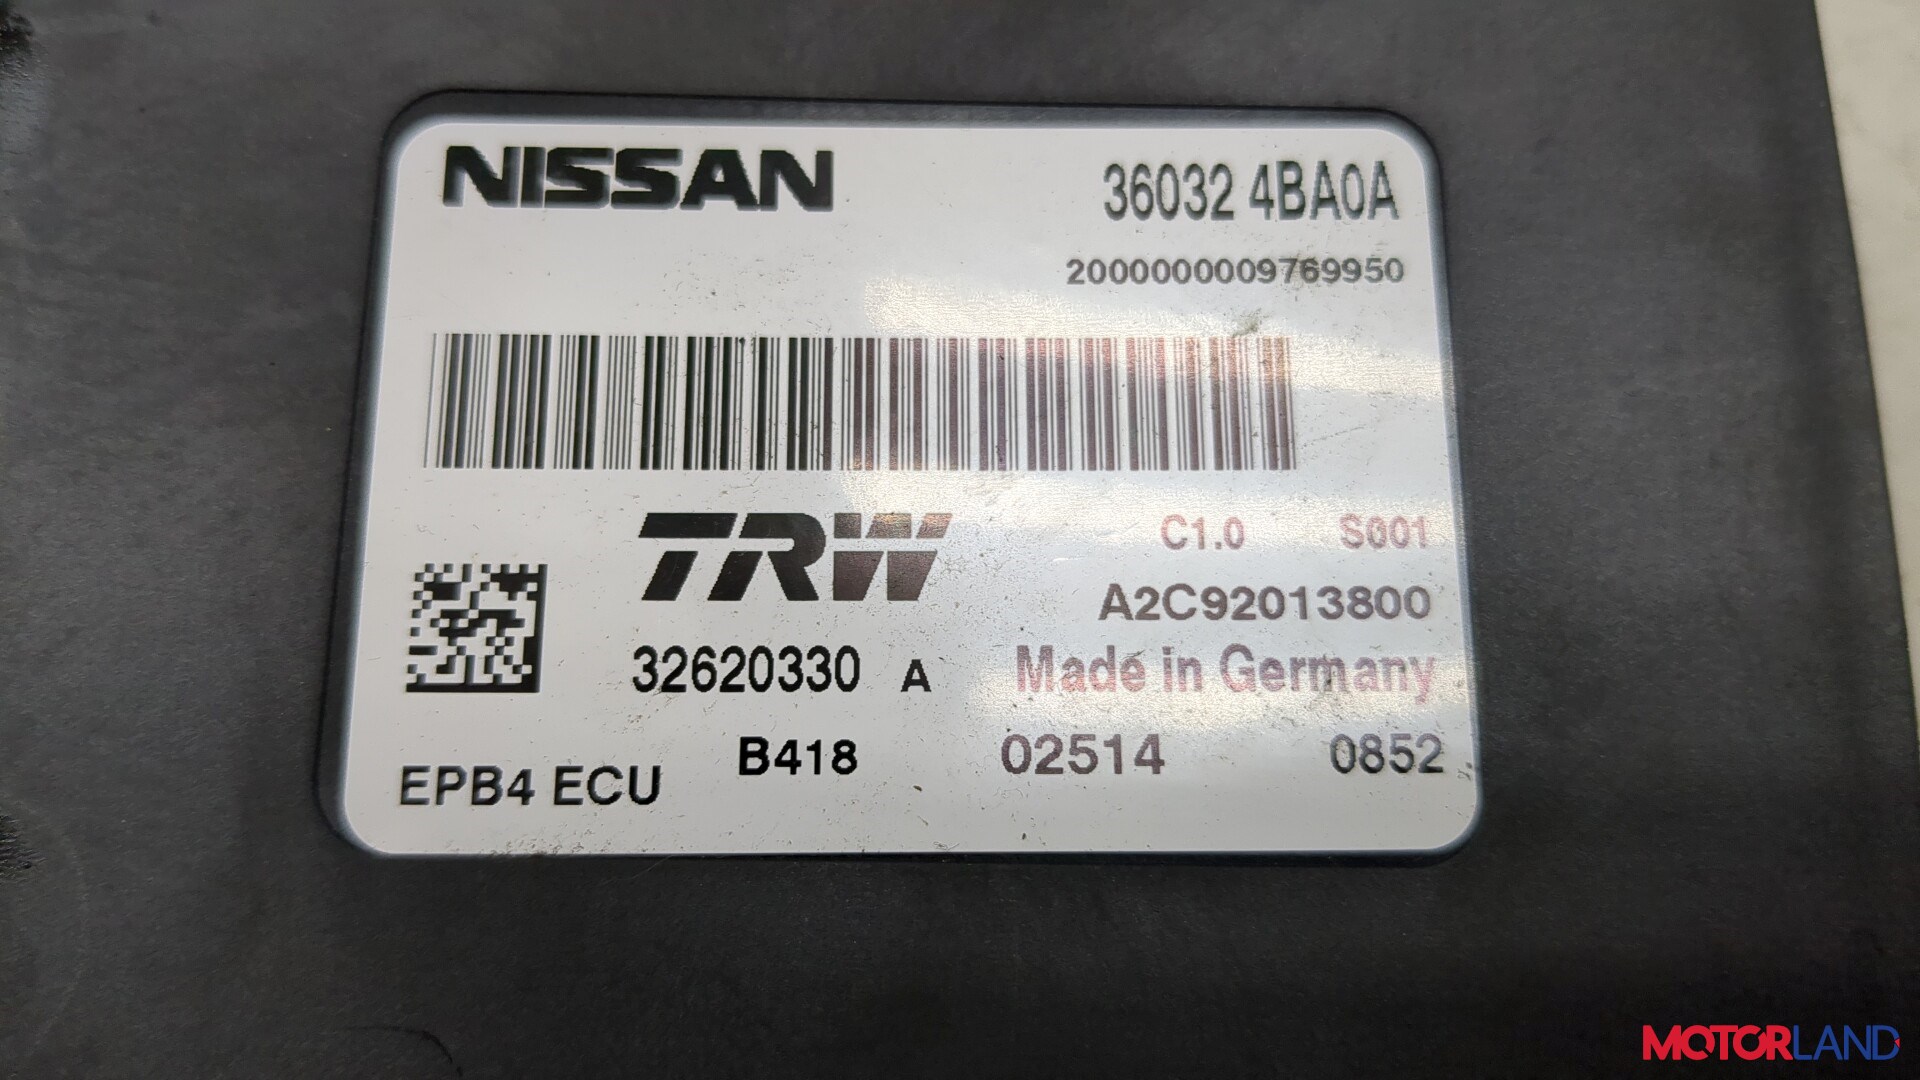 NISSAN 36032 4BA0A
2000000009769950
TRW C1.0 S001
A2C92013800
32620330 A Made in Germany
EPB4 ECU B418 02514 0852
MOTORLAND